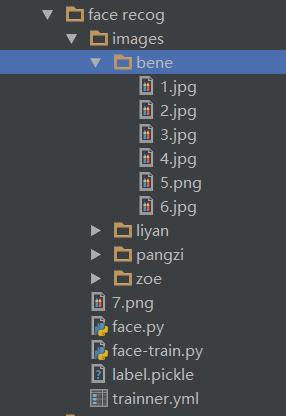 face recog
images
bene
1.jpg
2.jpg
3.jpg
4.jpg
5.png
6.jpg
liyan
pangzi
zoe
7.png
face.py
face-train.py
label.pickle
trainner.yml